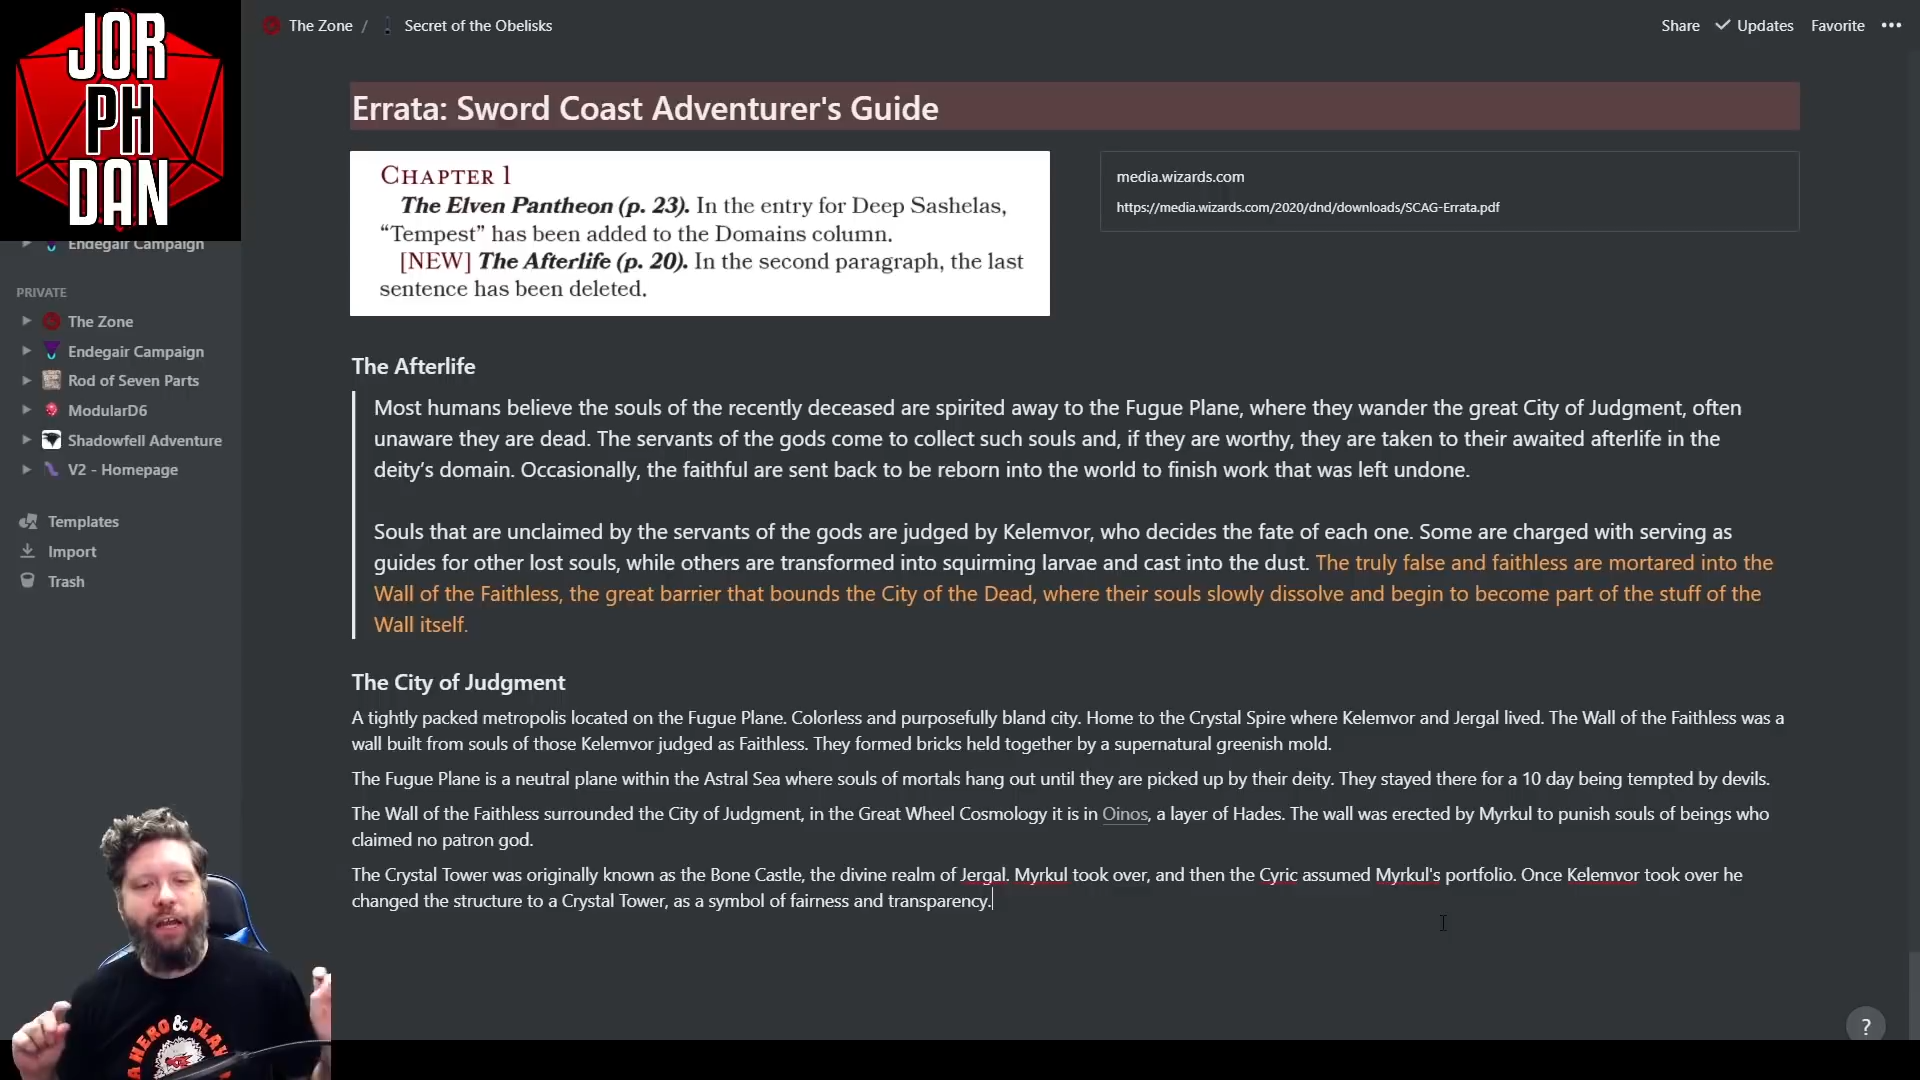 JOR
PH
DAN
The Zone / Secret of the Obelisks
Share Updates Favorite
Endegair Campaign
PRIVATE
The Zone
Endegair Campaign
Rod of Seven Parts
ModularD6
Shadowfell Adventure
V2 - Homepage
Templates
Import
Trash
Errata: Sword Coast Adventurer's Guide
CHAPTER 1
The Elven Pantheon (p. 23). In the entry for Deep Sashelas,
“Tempest” has been added to the Domains column.
[NEW] The Afterlife (p. 20). In the second paragraph, the last
sentence has been deleted.
media.wizards.com
https://media.wizards.com/2020/dnd/downloads/SCAG-Errata.pdf
The Afterlife
Most humans believe the souls of the recently deceased are spirited away to the Fugue Plane, where they wander the great City of Judgment, often
unaware they are dead. The servants of the gods come to collect such souls and, if they are worthy, they are taken to their awaited afterlife in the
deity’s domain. Occasionally, the faithful are sent back to be reborn into the world to finish work that was left undone.
Souls that are unclaimed by the servants of the gods are judged by Kelemvor, who decides the fate of each one. Some are charged with serving as
guides for other lost souls, while others are transformed into squirming larvae and cast into the dust. The truly false and faithless are mortared into the
Wall of the Faithless, the great barrier that bounds the City of the Dead, where their souls slowly dissolve and begin to become part of the stuff of the
Wall itself.
The City of Judgment
A tightly packed metropolis located on the Fugue Plane. Colorless and purposefully bland city. Home to the Crystal Spire where Kelemvor and Jergal lived. The Wall of the Faithless was a
wall built from souls of those Kelemvor judged as Faithless. They formed bricks held together by a supernatural greenish mold.
The Fugue Plane is a neutral plane within the Astral Sea where souls of mortals hang out until they are picked up by their deity. They stayed there for a 10 day being tempted by devils.
The Wall of the Faithless surrounded the City of Judgment, in the Great Wheel Cosmology it is in Oinos, a layer of Hades. The wall was erected by Myrkul to punish souls of beings who
claimed no patron god.
The Crystal Tower was originally known as the Bone Castle, the divine realm of Jergal. Myrkul took over, and then the Cyric assumed Myrkul's portfolio. Once Kelemvor took over he
changed the structure to a Crystal Tower, as a symbol of fairness and transparency.
A HERO & PLAY
?